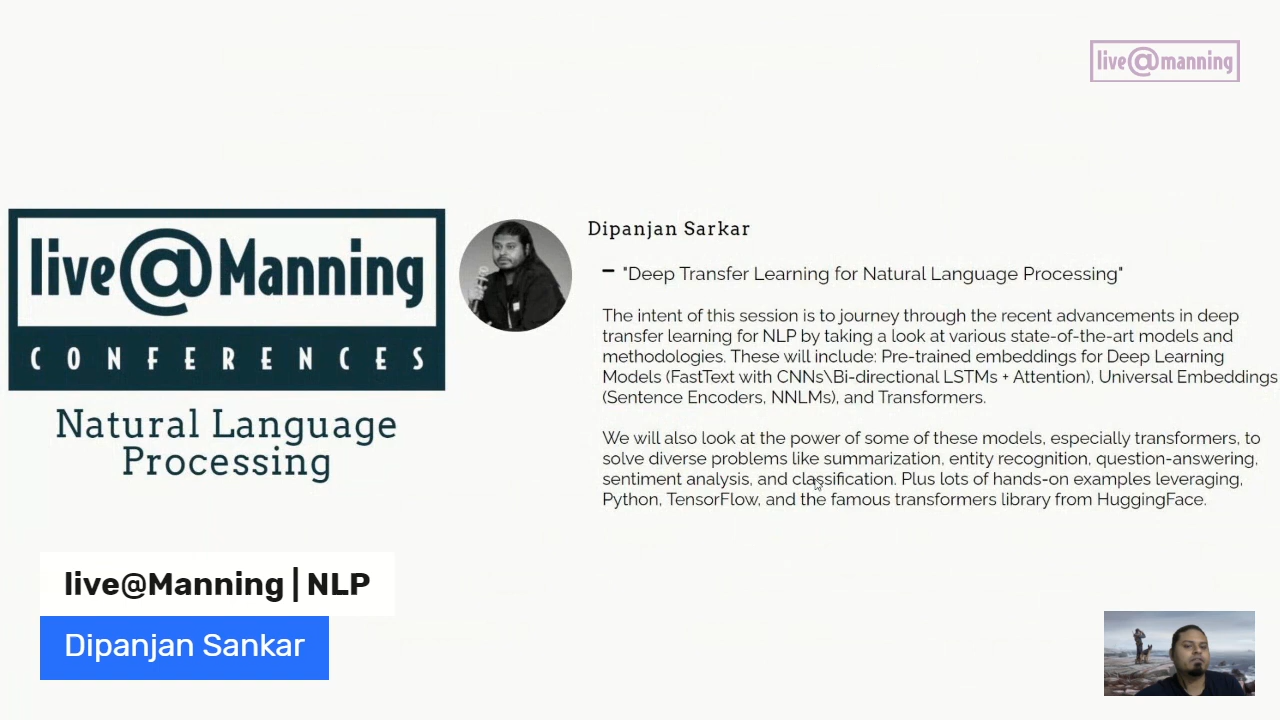 live@manning
live@Manning
CONFERENCES
Natural Language
Processing
Dipanjan Sarkar
– "Deep Transfer Learning for Natural Language Processing"
The intent of this session is to journey through the recent advancements in deep
transfer learning for NLP by taking a look at various state-of-the-art models and
methodologies. These will include: Pre-trained embeddings for Deep Learning
Models (FastText with CNNs\Bi-directional LSTMs + Attention), Universal Embeddings
(Sentence Encoders, NNLMs), and Transformers.
We will also look at the power of some of these models, especially transformers, to
solve diverse problems like summarization, entity recognition, question-answering,
sentiment analysis, and classification. Plus lots of hands-on examples leveraging,
Python, TensorFlow, and the famous transformers library from HuggingFace.
live@Manning | NLP
Dipanjan Sankar